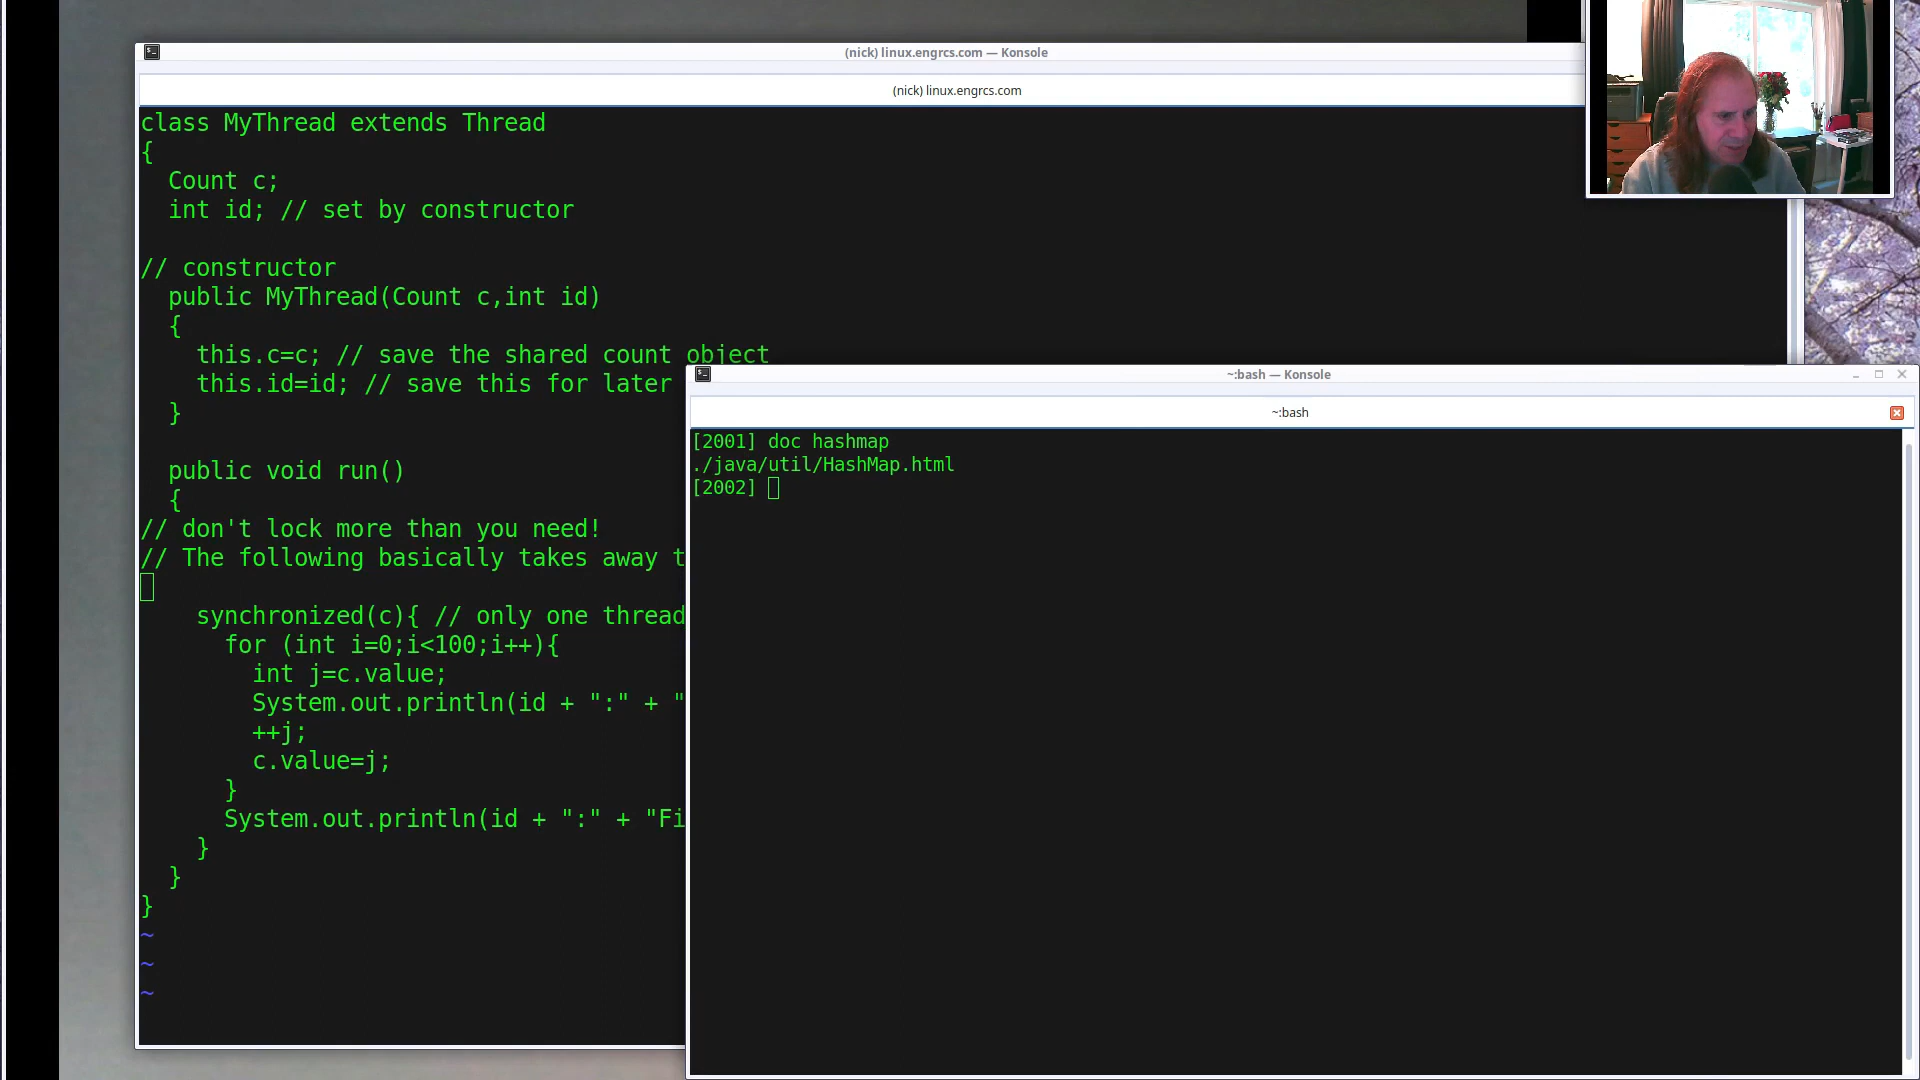 (nick) linux.engrcs.com — Konsole
(nick) linux.engrcs.com
class MyThread extends Thread
{
  Count c;
  int id; // set by constructor
// constructor
  public MyThread(Count c,int id)
  {
    this.c=c; // save the shared count object
    this.id=id; // save this for later
  }
  public void run()
  {
// don't lock more than you need!
// The following basically takes away t
    synchronized(c){ // only one thread
      for (int i=0;i<100;i++){
        int j=c.value;
        System.out.println(id + ":" + "
        ++j;
        c.value=j;
      }
      System.out.println(id + ":" + "Fi
    }
  }
}
~
~
~
~:bash — Konsole
~:bash
[2001] doc hashmap
./java/util/HashMap.html
[2002]